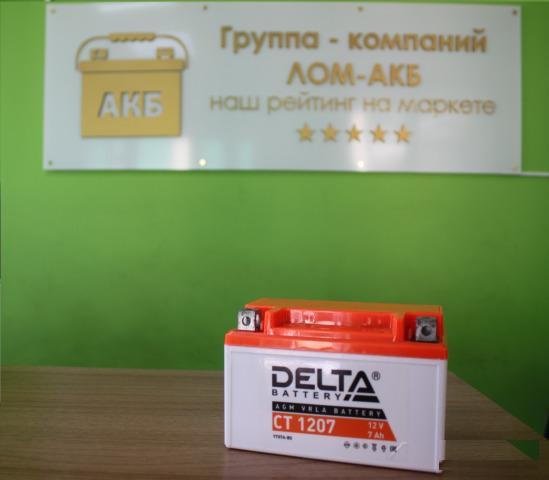 АКБ
Группа - компаний
ЛОМ-АКБ
наш рейтинг на маркете
DELTA®
BATTERY
AGM VRLA BATTERY
CT 1207
12 V
7 Ah